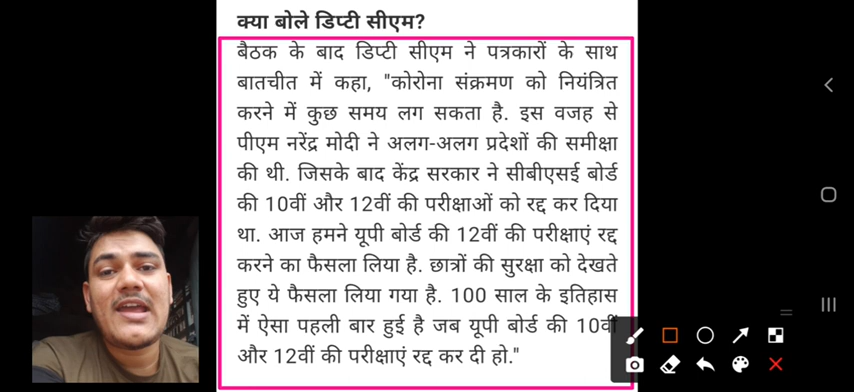 क्या बोले डिप्टी सीएम?
बैठक के बाद डिप्टी सीएम ने पत्रकारों के साथ
बातचीत में कहा, "कोरोना संक्रमण को नियंत्रित
करने में कुछ समय लग सकता है. इस वजह से
पीएम नरेंद्र मोदी ने अलग-अलग प्रदेशों की समीक्षा
की थी. जिसके बाद केंद्र सरकार ने सीबीएसई बोर्ड
की 10वीं और 12वीं की परीक्षाओं को रद्द कर दिया
था. आज हमने यूपी बोर्ड की 12वीं की परीक्षाएं रद्द
करने का फैसला लिया है. छात्रों की सुरक्षा को देखते
हुए ये फैसला लिया गया है. 100 साल के इतिहास
में ऐसा पहली बार हुई है जब यूपी बोर्ड की 10वीं
और 12वीं की परीक्षाएं रद्द कर दी हो."